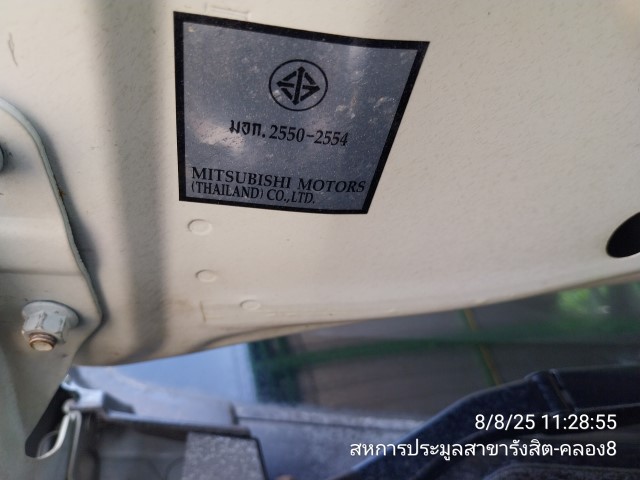 มอก. 2550-2554
MITSUBISHI MOTORS
(THAILAND) CO.,LTD.
8/8/25 11:28:55
สหการประมูลสาขารังสิต-คลอง8